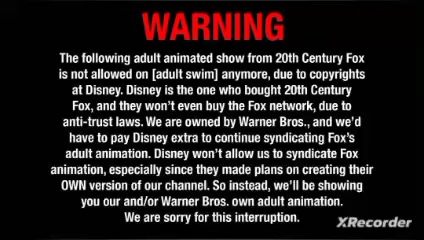 WARNING
The following adult animated show from 20th Century Fox
is not allowed on [adult swim] anymore, due to copyrights
at Disney. Disney is the one who bought 20th Century
Fox, and they won't even buy the Fox network, due to
anti-trust laws. We are owned by Warner Bros., and we'd
have to pay Disney extra to continue syndicating Fox's
adult animation. Disney won't allow us to syndicate Fox
animation, especially since they made plans on creating their
OWN version of our channel. So instead, we'll be showing
you our and/or Warner Bros. own adult animation.
We are sorry for this interruption.
XRecorder